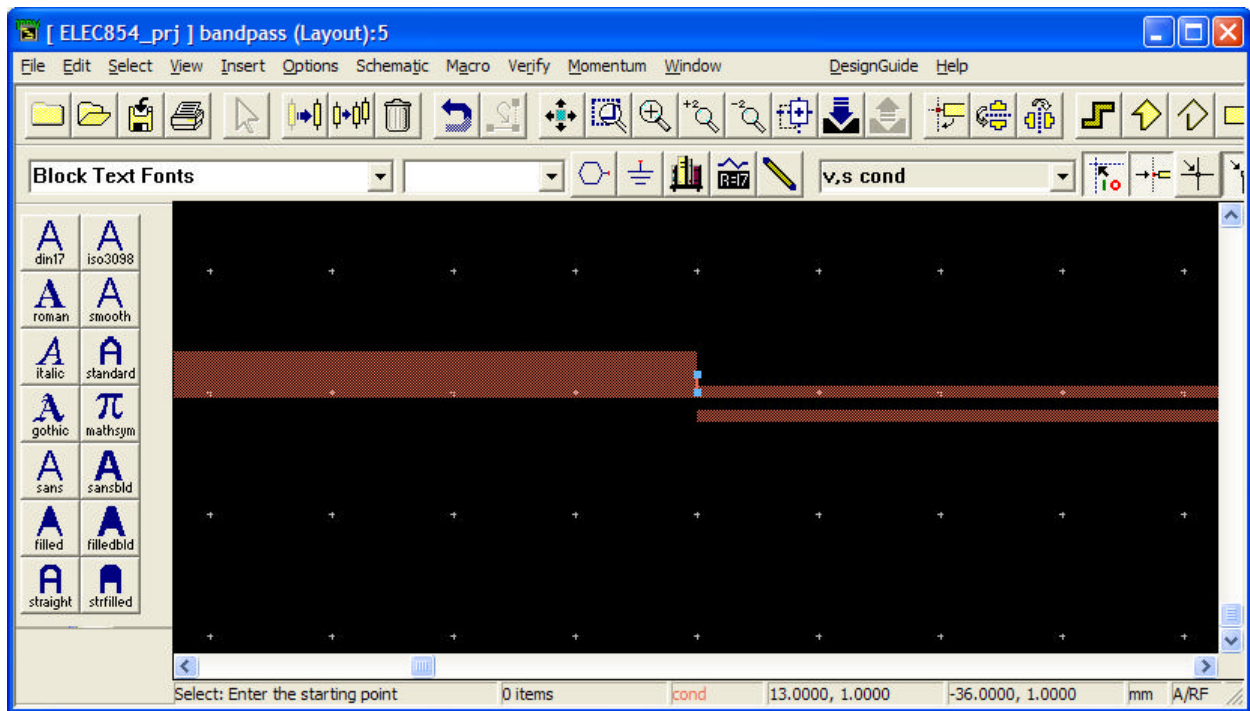 [ ELEC854_prj ] bandpass (Layout):5
File Edit Select View Insert Options Schematic Macro Verify Momentum Window DesignGuide Help
+2 -2
Block Text Fonts v,s cond
A A
din17 iso3098
A A
roman smooth
A A
italic standard
A π
gothic mathsym
A A
sans sansbld
A A
filled filledbld
A A
straight strfilled
Select: Enter the starting point 0 items cond 13.0000, 1.0000 -36.0000, 1.0000 mm A/RF